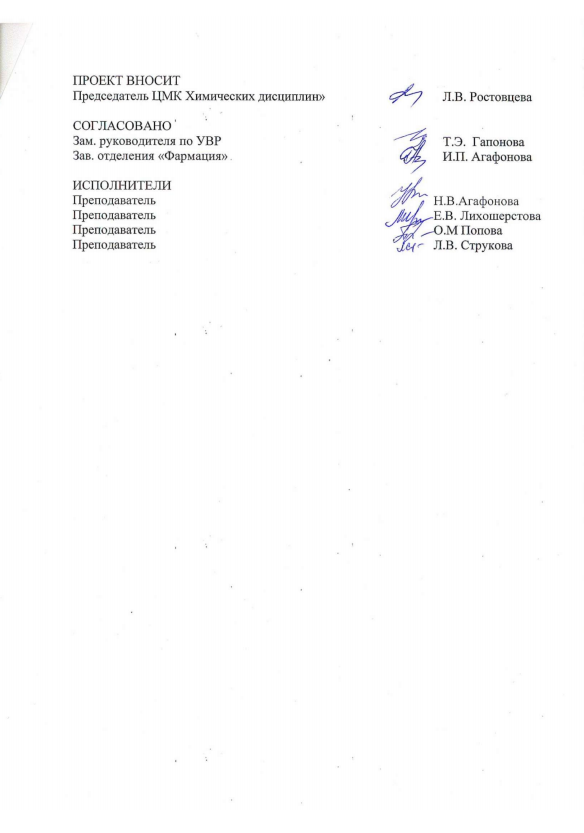 ПРОЕКТ ВНОСИТ
Председатель ЦМК Химических дисциплин» Л.В. Ростовцева
СОГЛАСОВАНО
Зам. руководителя по УВР Т.Э. Гапонова
Зав. отделения «Фармация» И.П. Агафонова
ИСПОЛНИТЕЛИ
Преподаватель Н.В.Агафонова
Преподаватель Е.В. Лихошерстова
Преподаватель О.М Попова
Преподаватель Л.В. Струкова